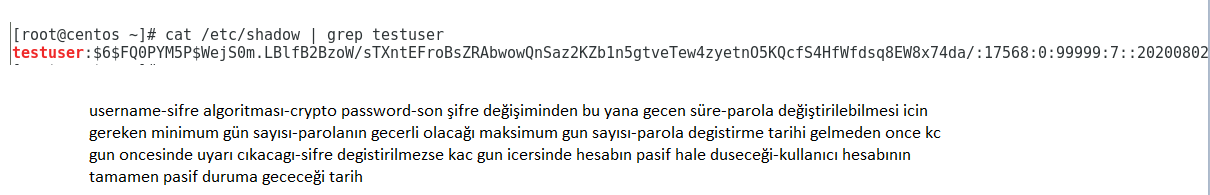 [root@centos ~]# cat /etc/shadow | grep testuser
testuser:$6$FQ0PYM5P$WejS0m.LBlfB2BzoW/sTXntEFroBsZRAbwowQnSaz2KZb1n5gtveTew4zyetnO5KQcfS4HfWfdsq8EW8x74da/:17568:0:99999:7::20200802
username-sifre algoritması-crypto password-son şifre değişiminden bu yana gecen süre-parola değiştirilebilmesi icin
gereken minimum gün sayısı-parolanın gecerli olacağı maksimum gun sayısı-parola degistirme tarihi gelmeden once kc
gun oncesinde uyarı cıkacagı-sifre degistirilmezse kac gun icersinde hesabın pasif hale duseceği-kullanıcı hesabının
tamamen pasif duruma gececeği tarih